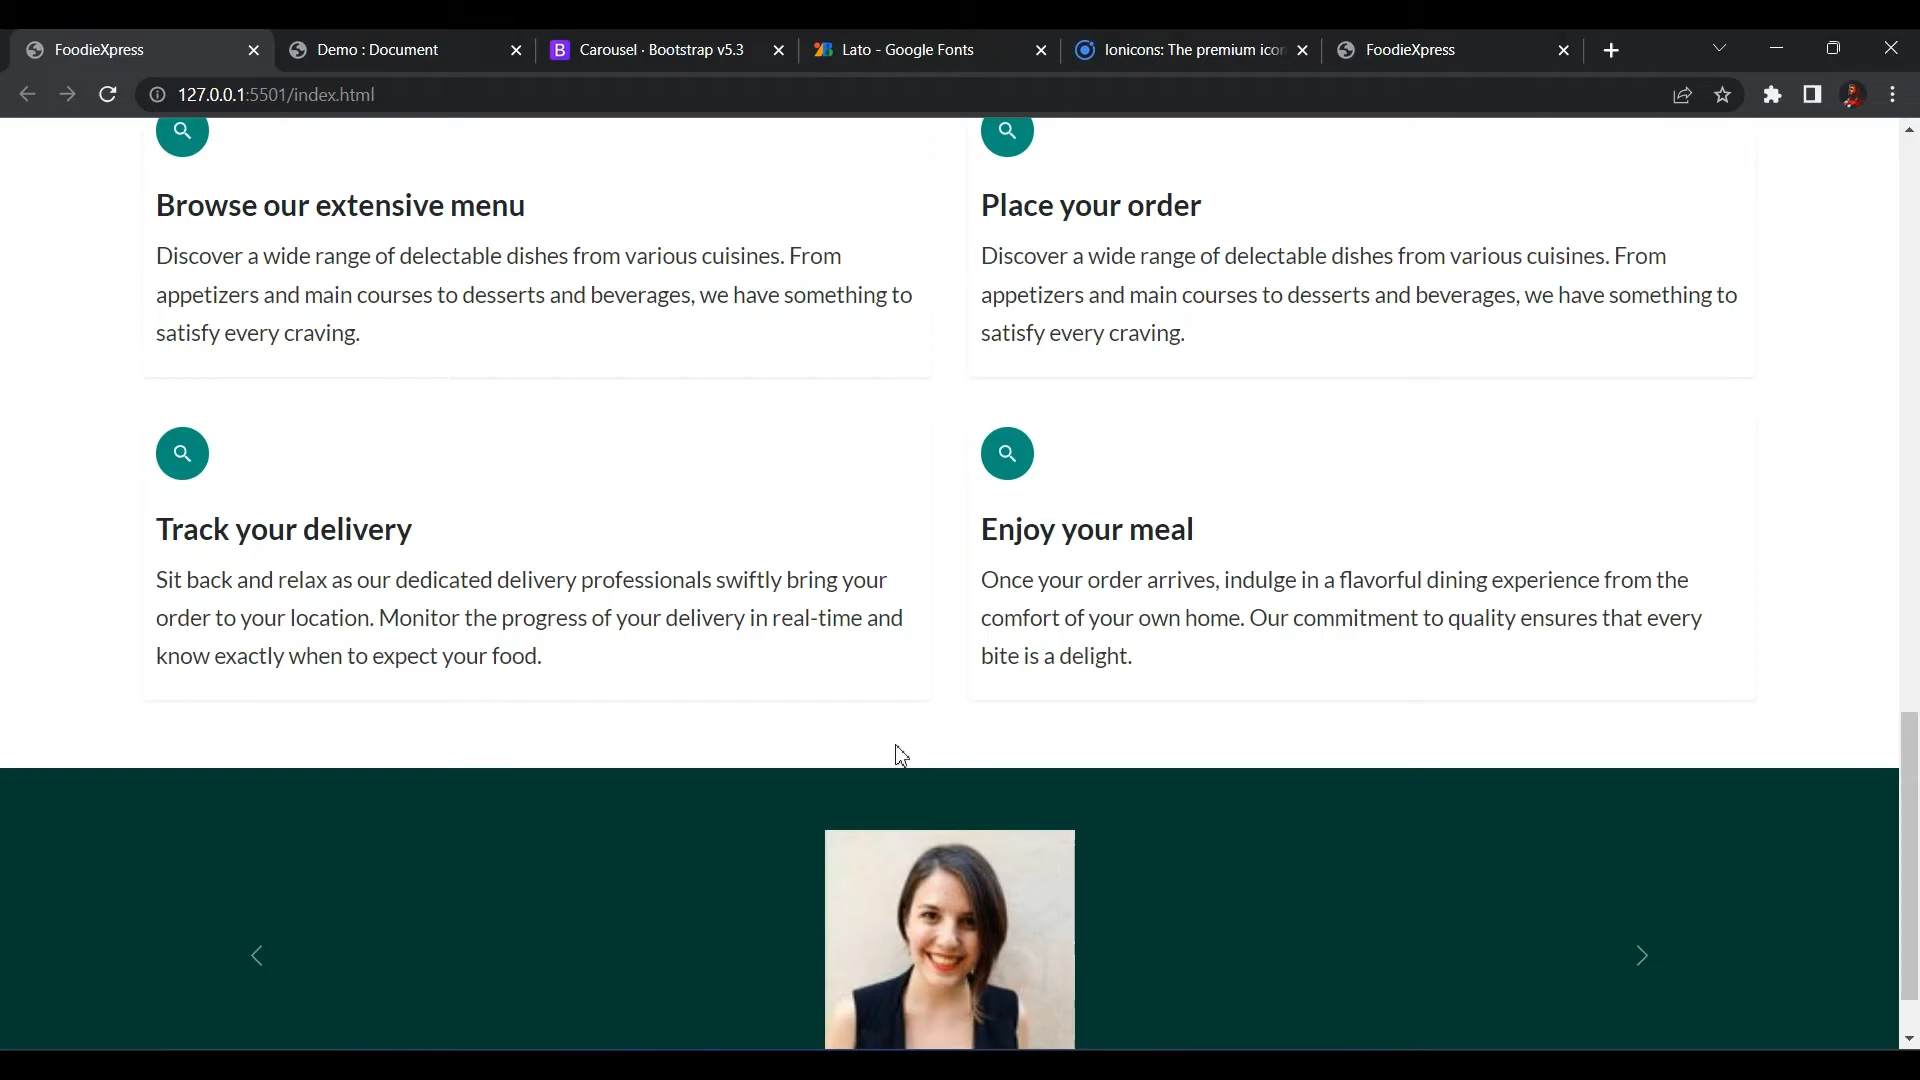 FoodieXpress
Demo : Document
Carousel · Bootstrap v5.3
Lato - Google Fonts
Ionicons: The premium icon
FoodieXpress
127.0.0.1:5501/index.html
Browse our extensive menu
Discover a wide range of delectable dishes from various cuisines. From
appetizers and main courses to desserts and beverages, we have something to
satisfy every craving.
Place your order
Discover a wide range of delectable dishes from various cuisines. From
appetizers and main courses to desserts and beverages, we have something to
satisfy every craving.
Track your delivery
Sit back and relax as our dedicated delivery professionals swiftly bring your
order to your location. Monitor the progress of your delivery in real-time and
know exactly when to expect your food.
Enjoy your meal
Once your order arrives, indulge in a flavorful dining experience from the
comfort of your own home. Our commitment to quality ensures that every
bite is a delight.